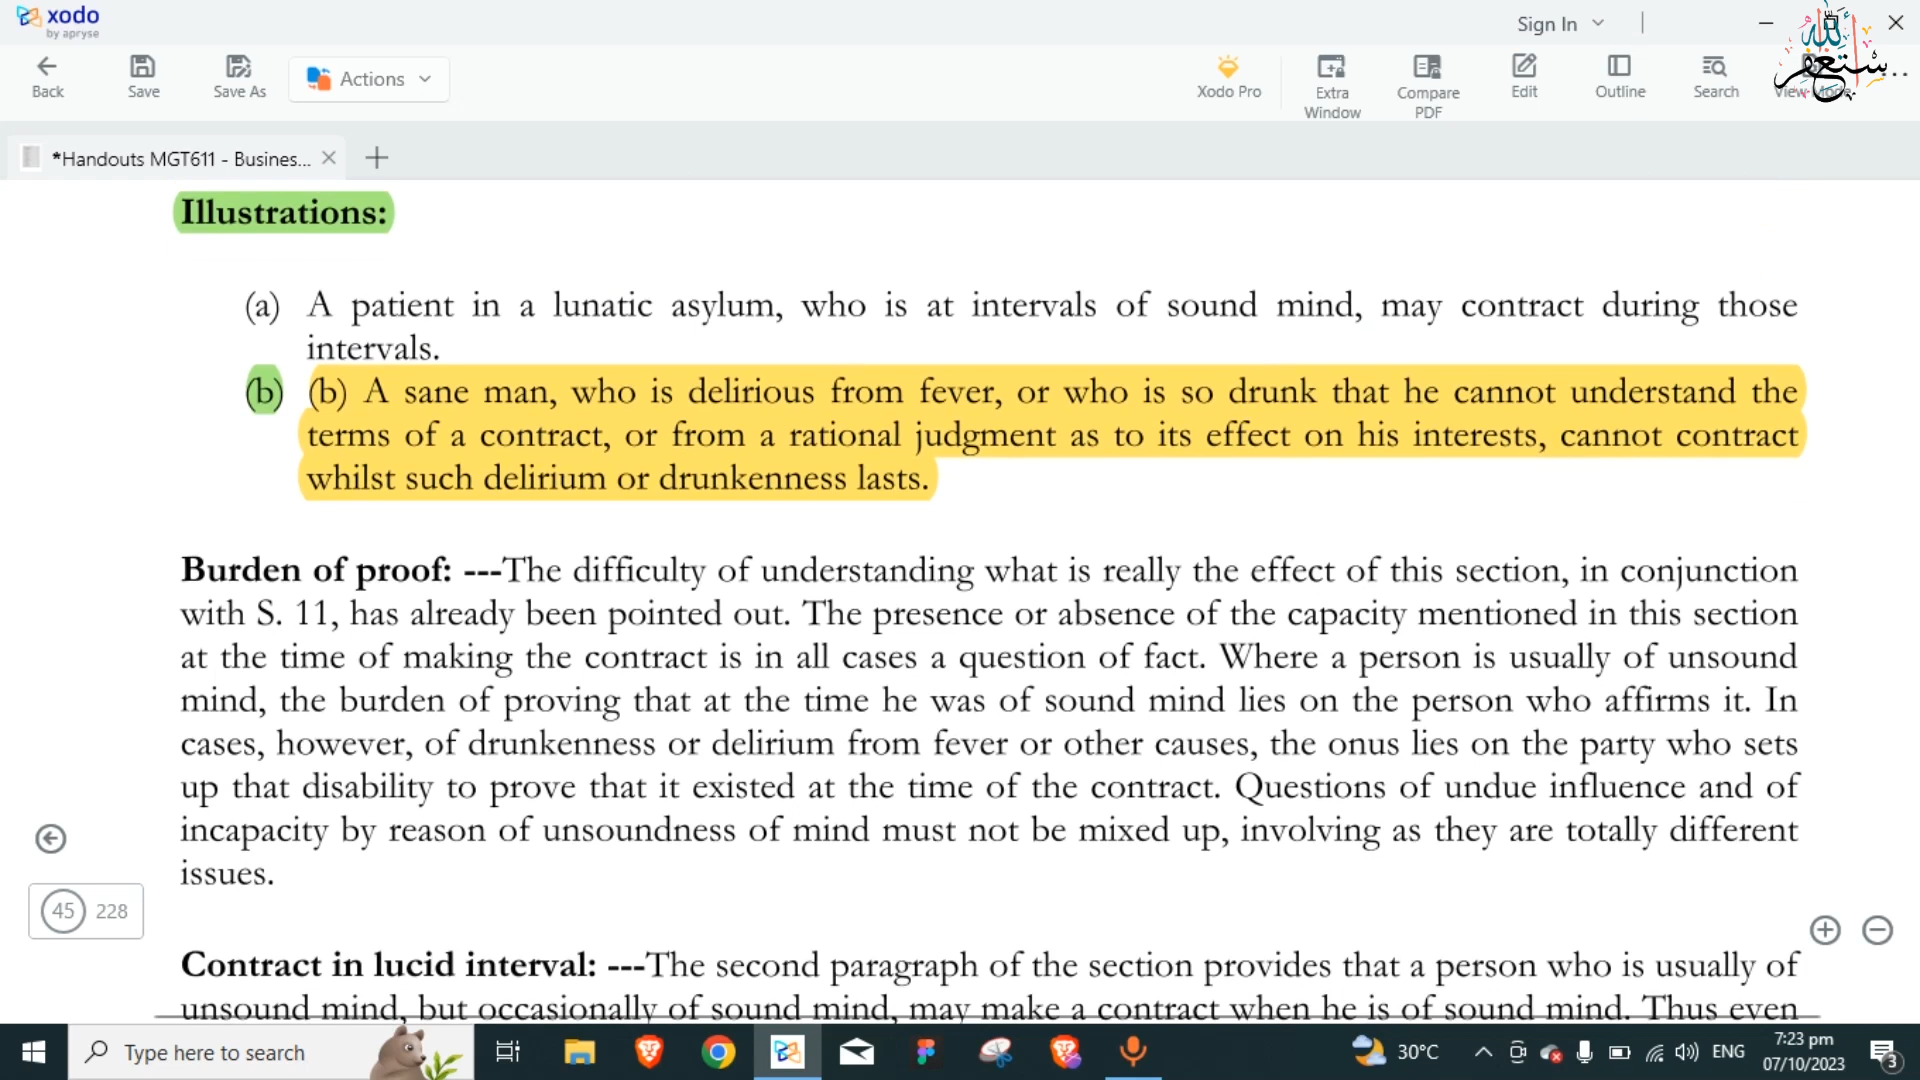 xodo
by apryse
Sign In
Back
Save
Save As
Actions
Xodo Pro
Extra Window
Compare PDF
Edit
Outline
Search
*Handouts MGT611 - Busines...
Illustrations:
(a) A patient in a lunatic asylum, who is at intervals of sound mind, may contract during those
intervals.
(b) (b) A sane man, who is delirious from fever, or who is so drunk that he cannot understand the
terms of a contract, or from a rational judgment as to its effect on his interests, cannot contract
whilst such delirium or drunkenness lasts.
Burden of proof: ---The difficulty of understanding what is really the effect of this section, in conjunction
with S. 11, has already been pointed out. The presence or absence of the capacity mentioned in this section
at the time of making the contract is in all cases a question of fact. Where a person is usually of unsound
mind, the burden of proving that at the time he was of sound mind lies on the person who affirms it. In
cases, however, of drunkenness or delirium from fever or other causes, the onus lies on the party who sets
up that disability to prove that it existed at the time of the contract. Questions of undue influence and of
incapacity by reason of unsoundness of mind must not be mixed up, involving as they are totally different
issues.
45 228
Contract in lucid interval: ---The second paragraph of the section provides that a person who is usually of
unsound mind, but occasionally of sound mind, may make a contract when he is of sound mind. Thus even
Type here to search
30°C
ENG
7:23 pm
07/10/2023
3